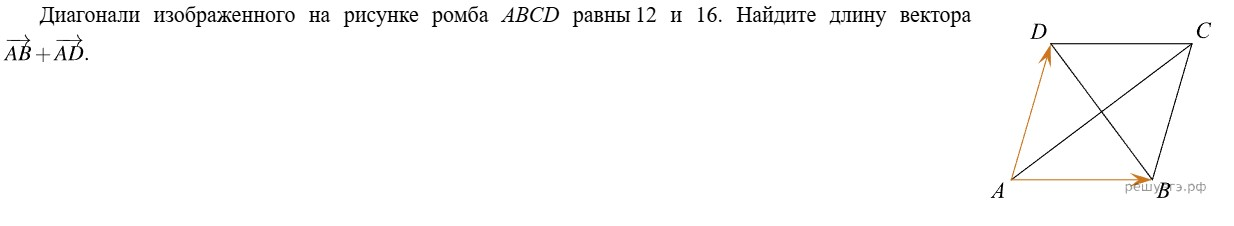 Диагонали изображенного на рисунке ромба ABCD равны 12 и 16. Найдите длину вектора
AB + AD.
D
C
A
B
решуегэ.рф